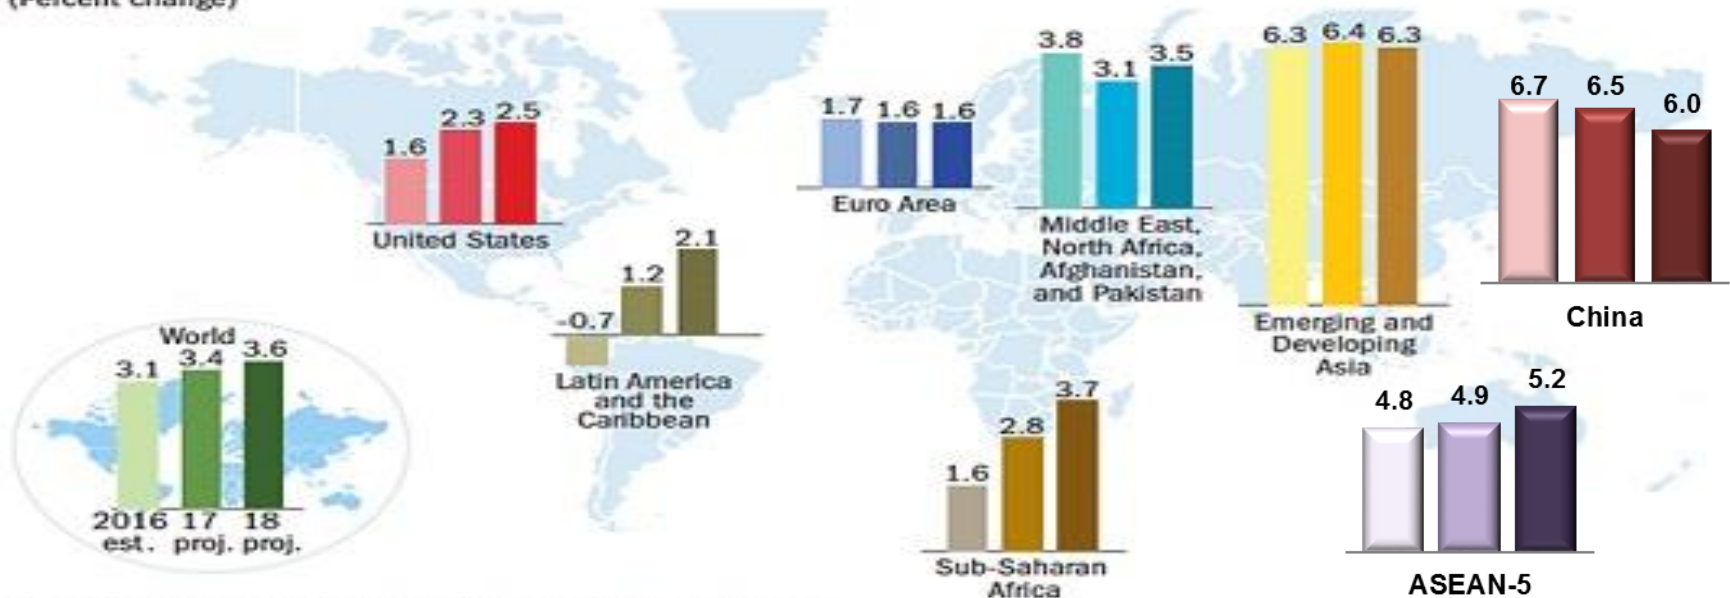 (Percent change)
1.6 2.3 2.5
United States
-0.7 1.2 2.1
Latin America
and the
Caribbean
World
3.1 3.4 3.6
2016 17 18
est. proj. proj.
1.7 1.6 1.6
Euro Area
3.8 3.1 3.5
Middle East,
North Africa,
Afghanistan,
and Pakistan
6.3 6.4 6.3
Emerging and
Developing
Asia
6.7 6.5 6.0
China
1.6 2.8 3.7
Sub-Saharan
Africa
4.8 4.9 5.2
ASEAN-5